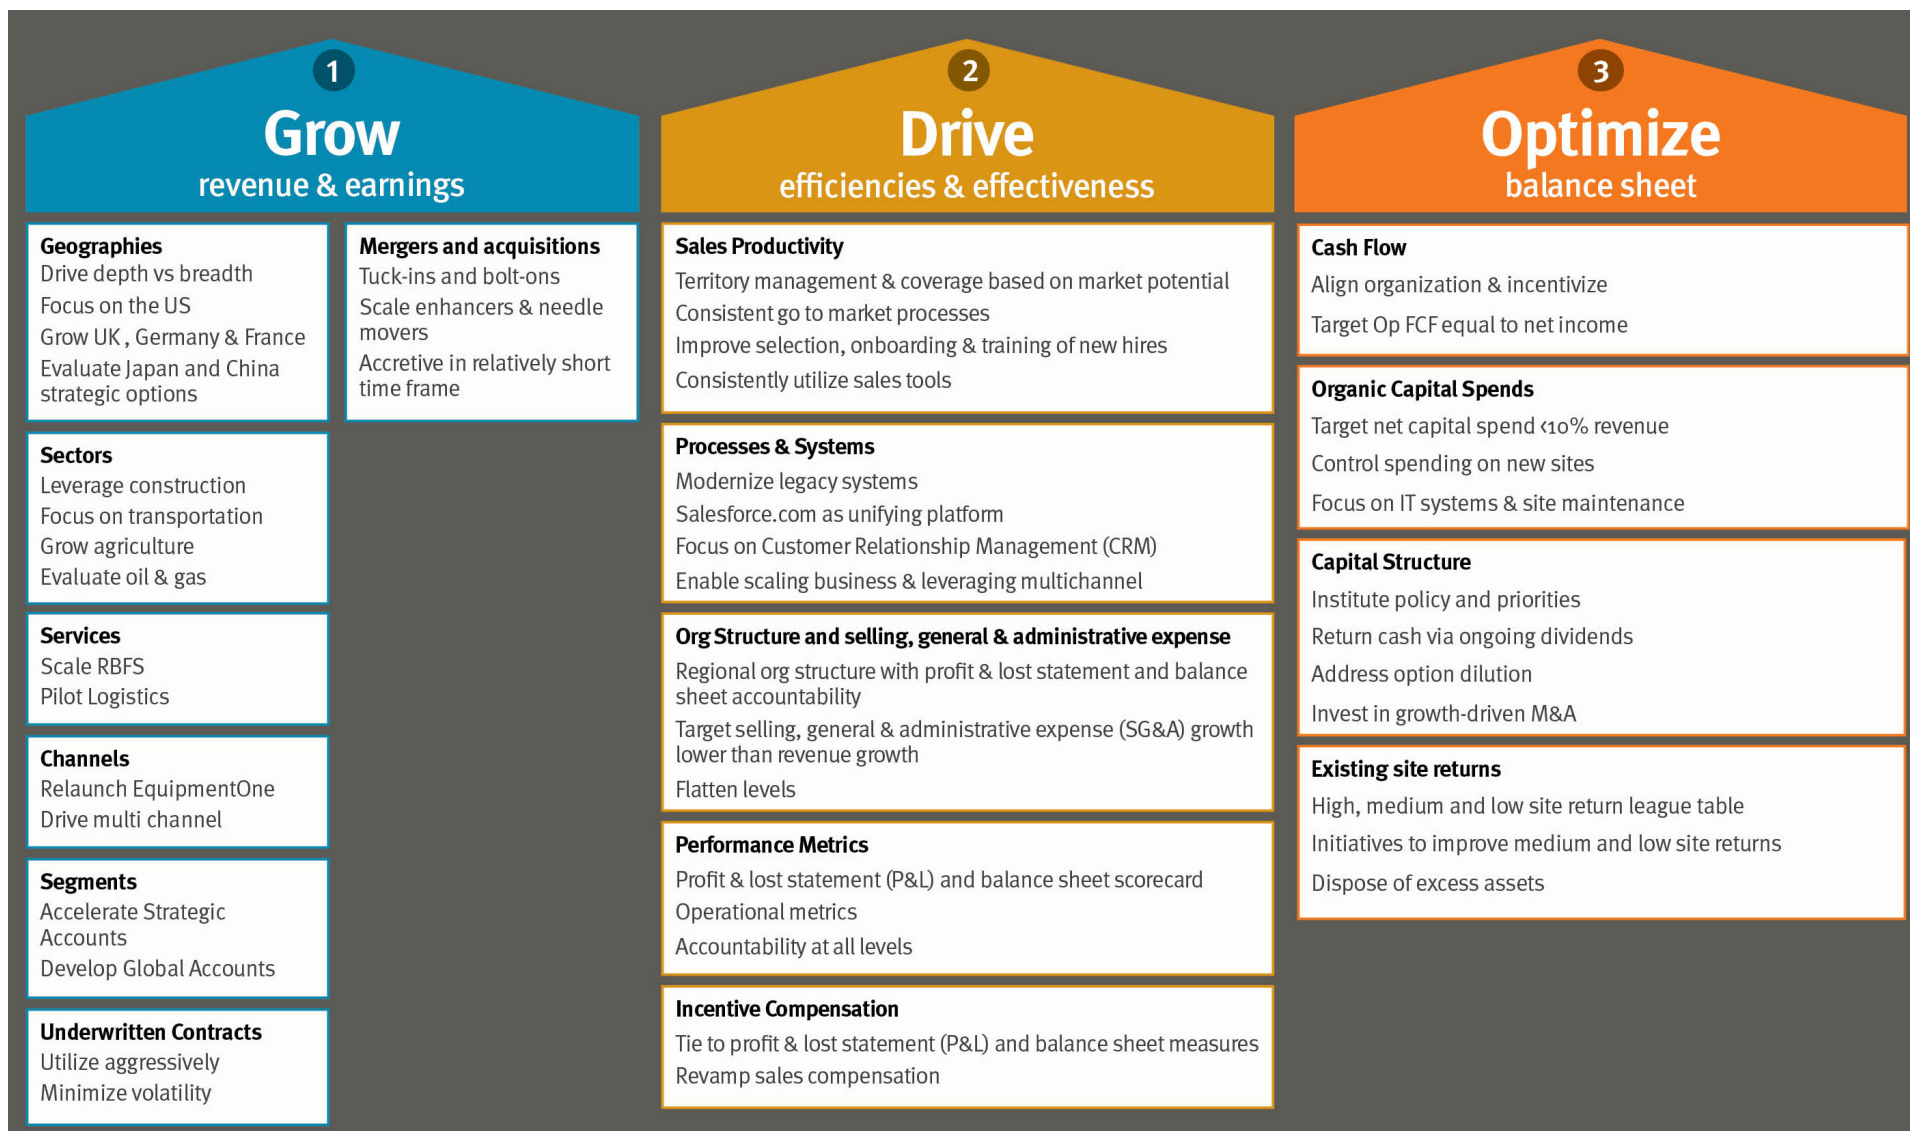 1
Grow
revenue & earnings
Geographies
Drive depth vs breadth
Focus on the US
Grow UK , Germany & France
Evaluate Japan and China
strategic options
Mergers and acquisitions
Tuck-ins and bolt-ons
Scale enhancers & needle
movers
Accretive in relatively short
time frame
Sectors
Leverage construction
Focus on transportation
Grow agriculture
Evaluate oil & gas
Services
Scale RBFS
Pilot Logistics
Channels
Relaunch EquipmentOne
Drive multi channel
Segments
Accelerate Strategic
Accounts
Develop Global Accounts
Underwritten Contracts
Utilize aggressively
Minimize volatility
2
Drive
efficiencies & effectiveness
Sales Productivity
Territory management & coverage based on market potential
Consistent go to market processes
Improve selection, onboarding & training of new hires
Consistently utilize sales tools
Processes & Systems
Modernize legacy systems
Salesforce.com as unifying platform
Focus on Customer Relationship Management (CRM)
Enable scaling business & leveraging multichannel
Org Structure and selling, general & administrative expense
Regional org structure with profit & lost statement and balance
sheet accountability
Target selling, general & administrative expense (SG&A) growth
lower than revenue growth
Flatten levels
Performance Metrics
Profit & lost statement (P&L) and balance sheet scorecard
Operational metrics
Accountability at all levels
Incentive Compensation
Tie to profit & lost statement (P&L) and balance sheet measures
Revamp sales compensation
3
Optimize
balance sheet
Cash Flow
Align organization & incentivize
Target Op FCF equal to net income
Organic Capital Spends
Target net capital spend <10% revenue
Control spending on new sites
Focus on IT systems & site maintenance
Capital Structure
Institute policy and priorities
Return cash via ongoing dividends
Address option dilution
Invest in growth-driven M&A
Existing site returns
High, medium and low site return league table
Initiatives to improve medium and low site returns
Dispose of excess assets